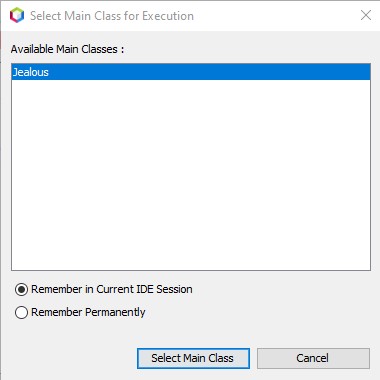 Select Main Class for Execution
Available Main Classes :
Jealous
Remember in Current IDE Session
Remember Permanently
Select Main Class
Cancel